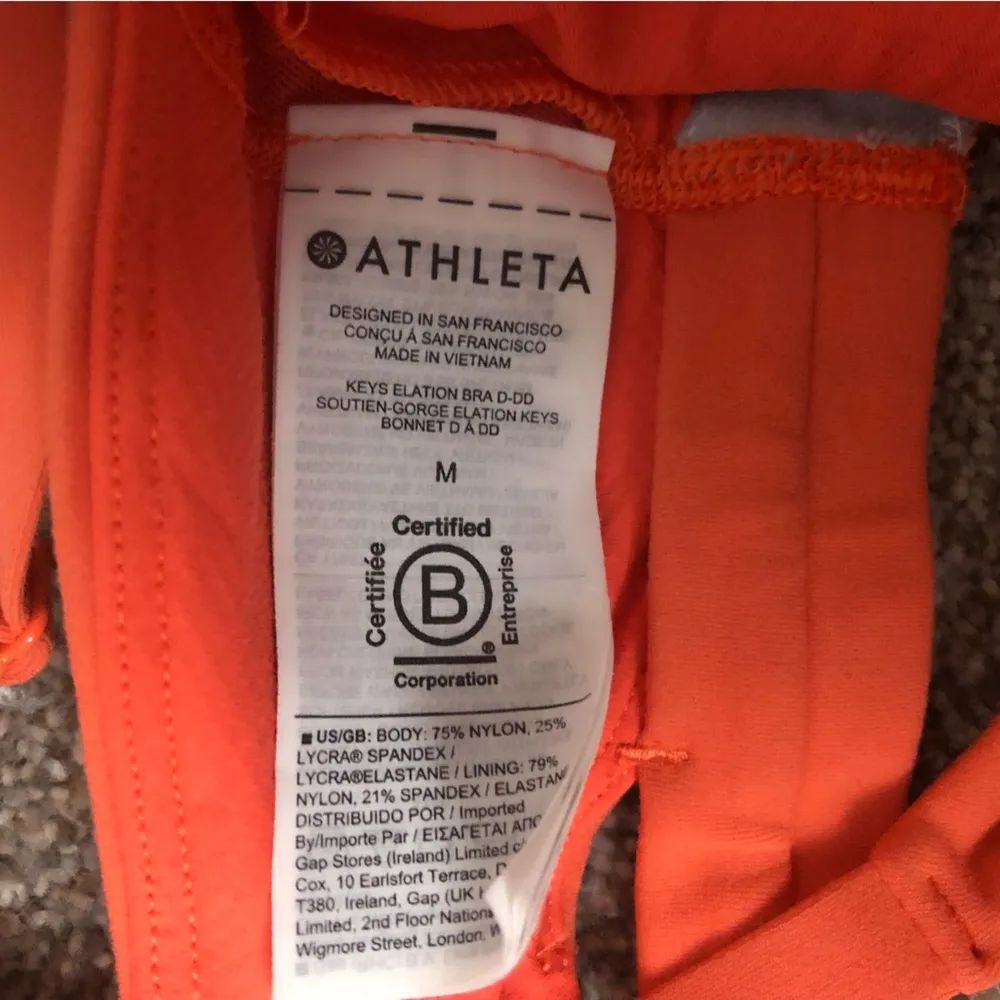 ATHLETA
DESIGNED IN SAN FRANCISCO
CONÇU À SAN FRANCISCO
MADE IN VIETNAM
KEYS ELATION BRA D-DD
SOUTIEN-GORGE ELATION KEYS
BONNET D À DD
M
Certified
Certifiée
B
Entreprise
®
Corporation
US/GB: BODY: 75% NYLON, 25%
LYCRA® SPANDEX /
LYCRA®ELASTANE / LINING: 79%
NYLON, 21% SPANDEX / ELASTAN
DISTRIBUIDO POR / Imported
By/Importe Par / ΕΙΣΑΓΕΤΑΙ ΑΠΟ
Gap Stores (Ireland) Limited c/
Cox, 10 Earlsfort Terrace, D
T380, Ireland, Gap (UK H
Limited, 2nd Floor Nations
Wigmore Street, London, W